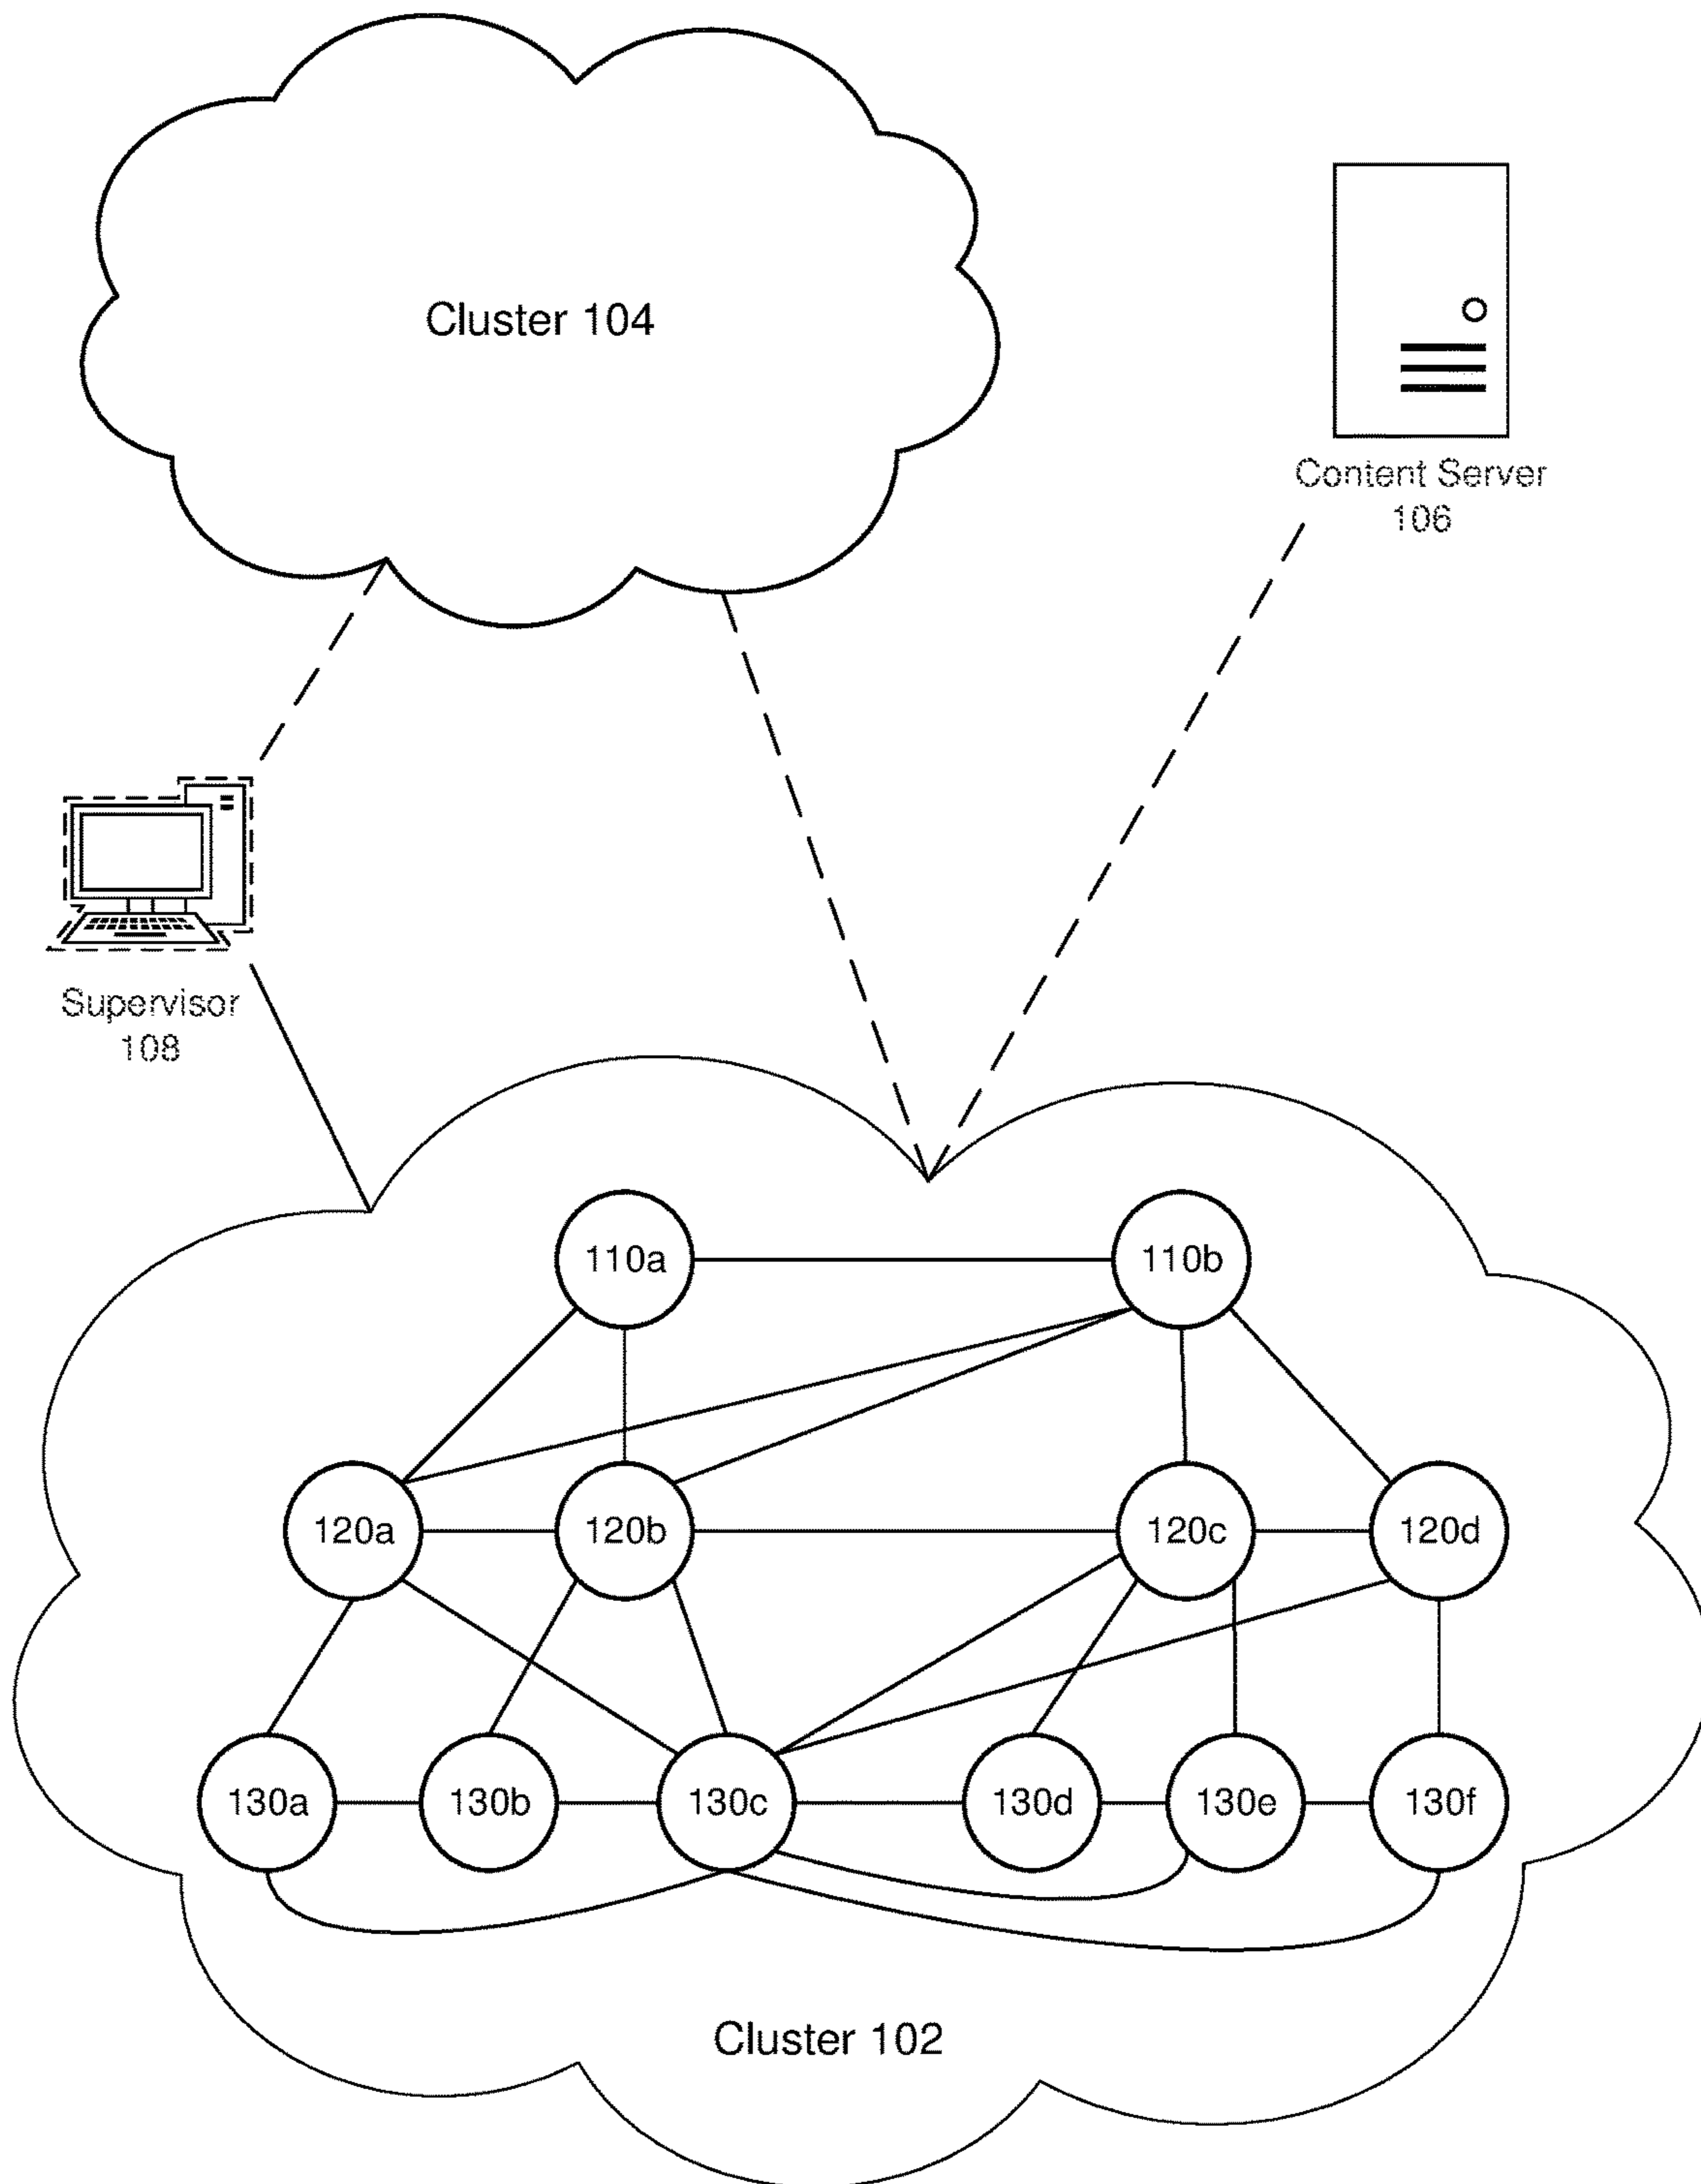 Cluster 104
Content Server
106
Supervisor
108
110a
110b
120a
120b
120c
120d
130a
130b
130c
130d
130e
130f
Cluster 102